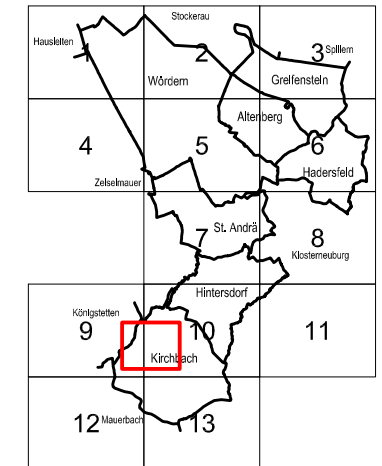 Stockerau
Hausleiten
1
2
3 Spillern
Wördern
Greifenstein
Altenberg
4
5
6
Zeiselmauer
Hadersfeld
7 St. Andrä
8
Klosterneuburg
Hintersdorf
Königstetten
9
10
11
Kirchbach
12 Mauerbach 13